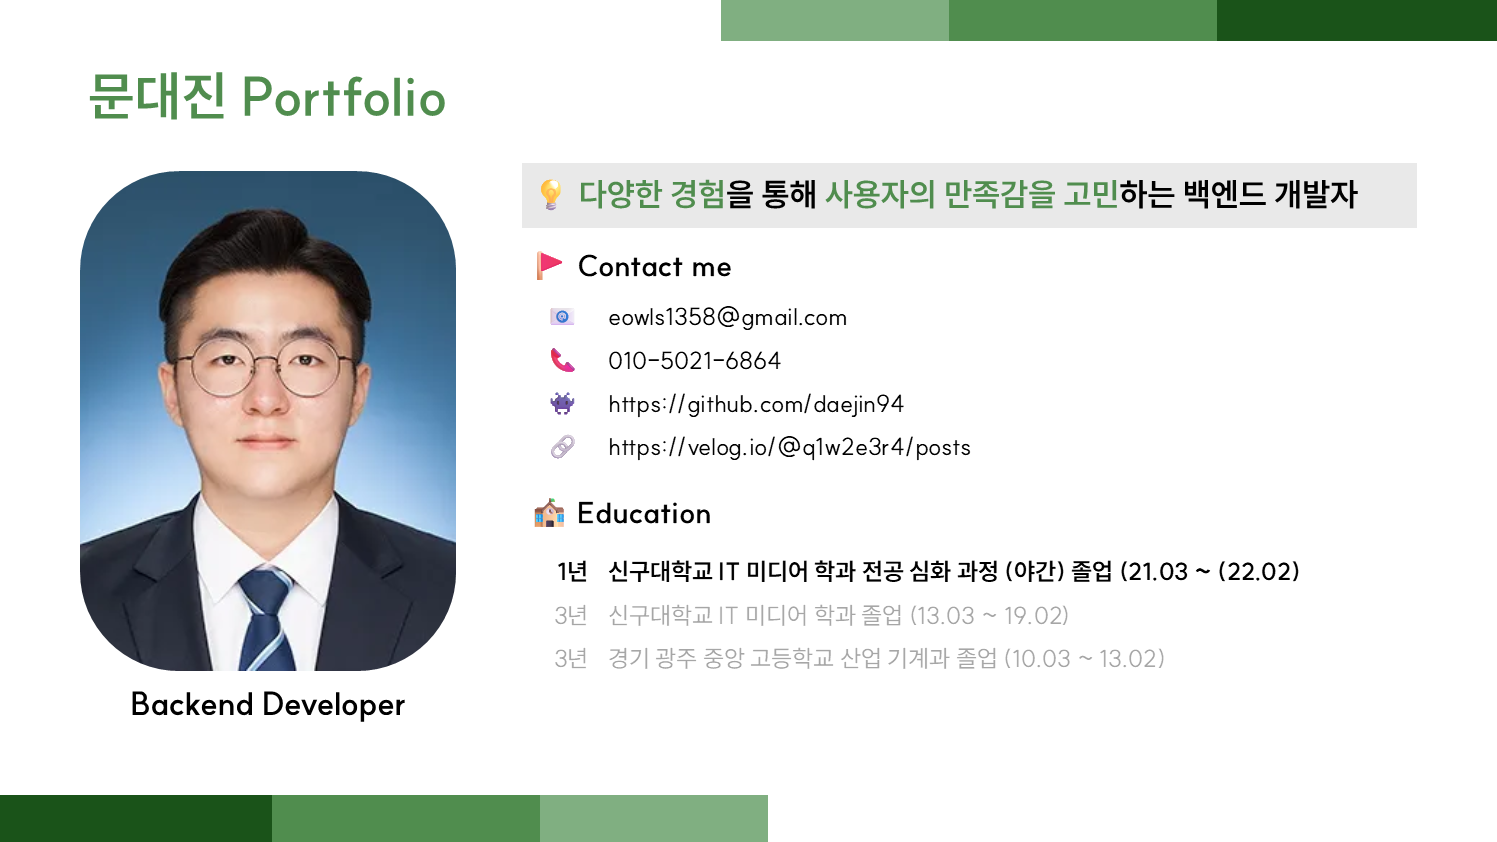 문대진 Portfolio
다양한 경험을 통해 사용자의 만족감을 고민하는 백엔드 개발자
Contact me
eowls1358@gmail.com
010-5021-6864
https://github.com/daejin94
https://velog.io/@q1w2e3r4/posts
Education
1년 신구대학교 IT 미디어 학과 전공 심화 과정 (야간) 졸업 (21.03 ~ (22.02)
3년 신구대학교 IT 미디어 학과 졸업 (13.03 ~ 19.02)
3년 경기 광주 중앙 고등학교 산업 기계과 졸업 (10.03 ~ 13.02)
Backend Developer